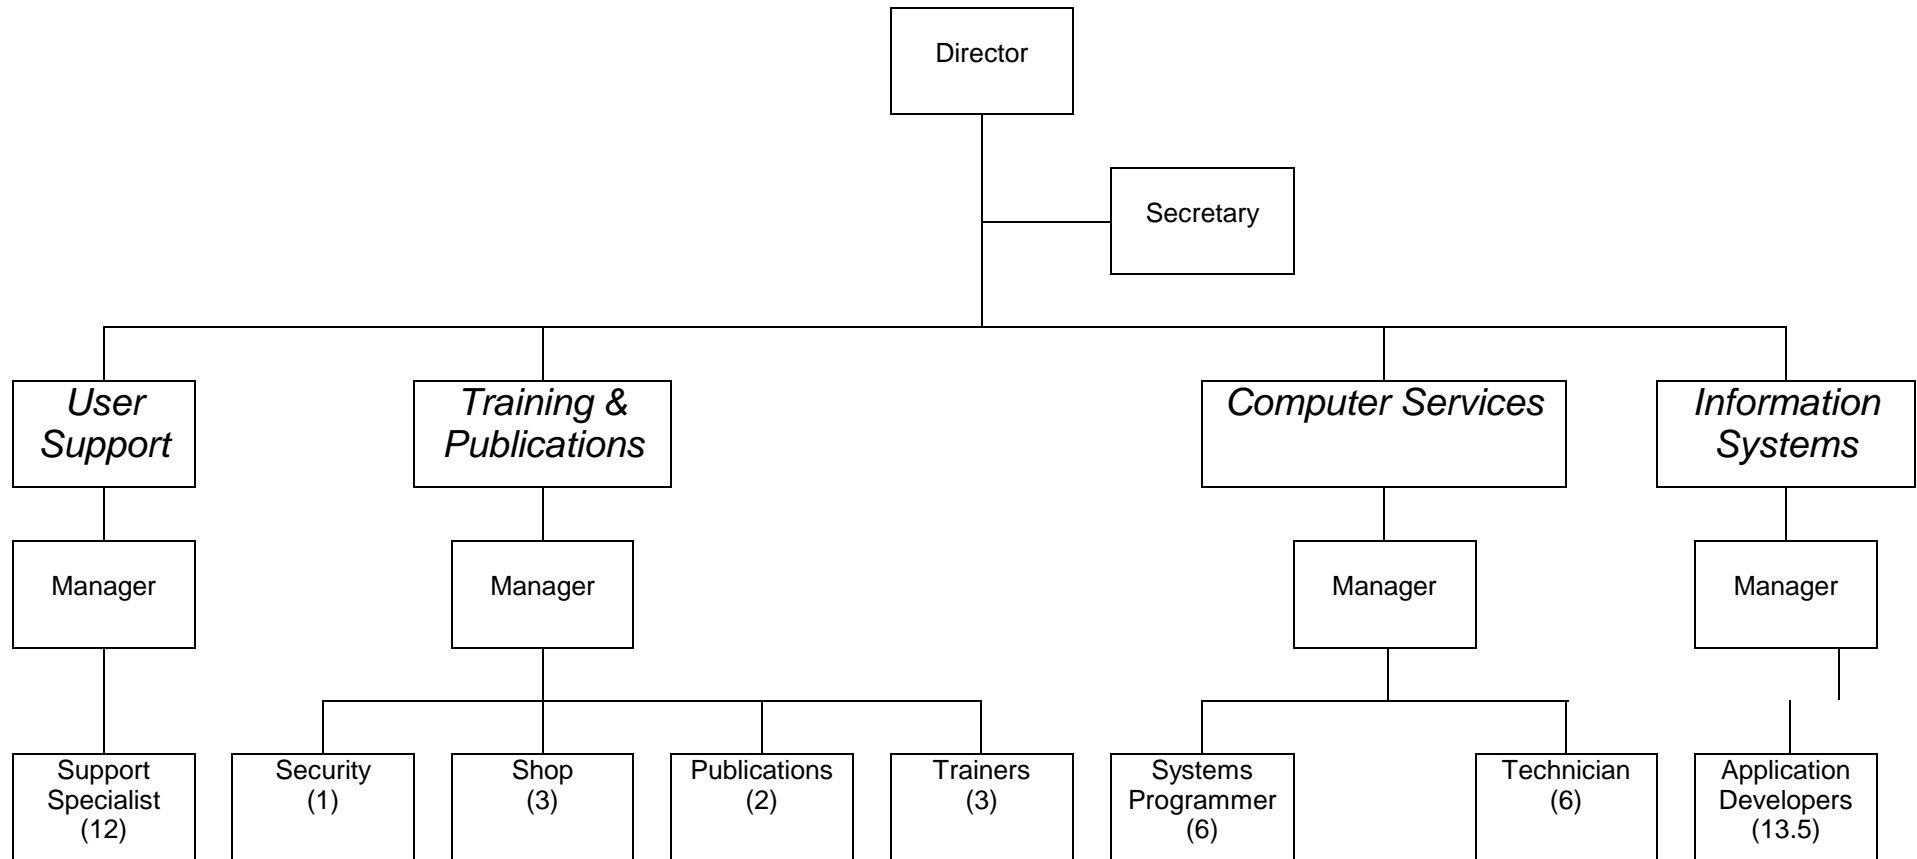 Director
Secretary
User
Support
Training &
Publications
Computer Services
Information
Systems
Manager
Manager
Manager
Manager
Support
Specialist
(12)
Security
(1)
Shop
(3)
Publications
(2)
Trainers
(3)
Systems
Programmer
(6)
Technician
(6)
Application
Developers
(13.5)